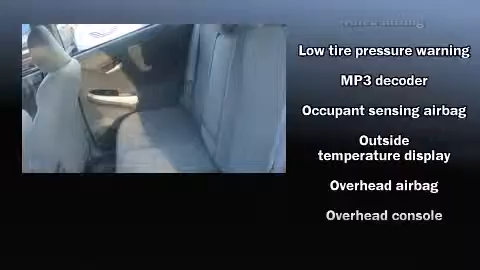 Low tire pressure warning
MP3 decoder
Occupant sensing airbag
Outside
temperature display
Overhead airbag
Overhead console